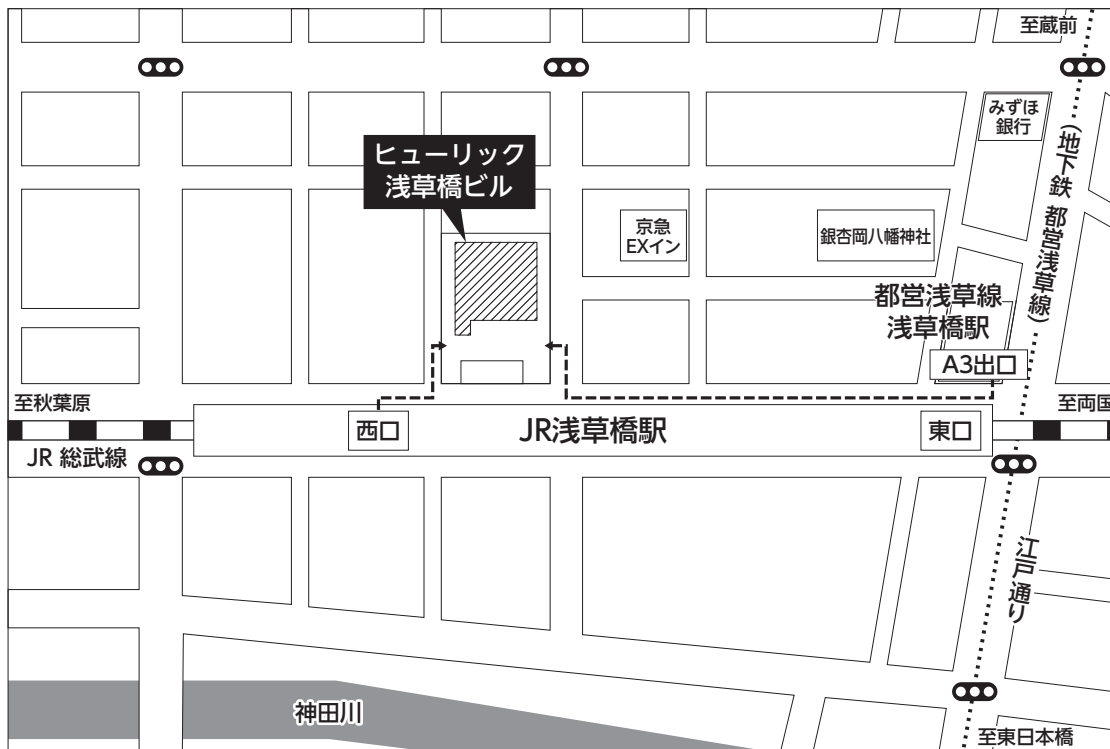 至蔵前
みずほ
銀行
(地下鉄 都営浅草線)
ヒューリック
浅草橋ビル
京急
EXイン
銀杏岡八幡神社
都営浅草線
浅草橋駅
A3出口
至秋葉原
至両国
西口
JR浅草橋駅
東口
JR 総武線
江戸通り
神田川
至東日本橋